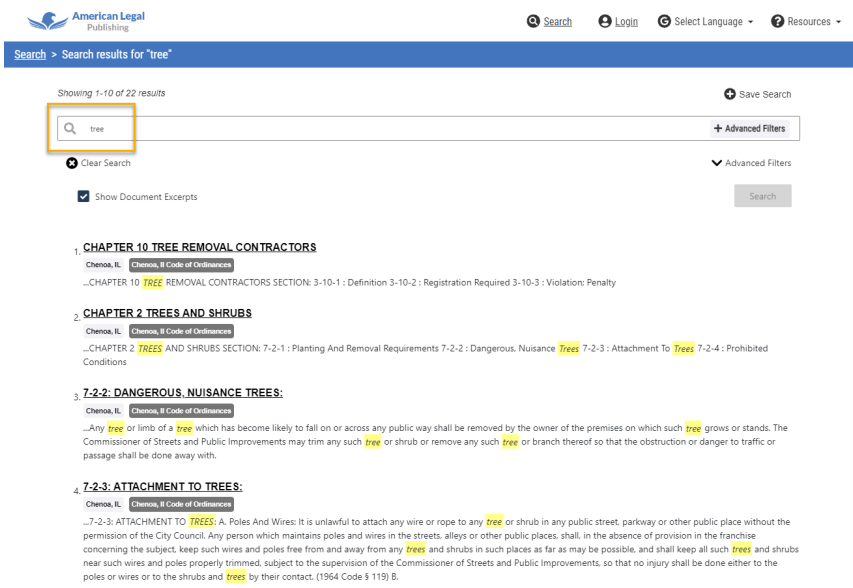 American Legal
Publishing
Search
Login
Select Language
Resources
Search > Search results for "tree"
Showing 1-10 of 22 results
Save Search
tree
+ Advanced Filters
Clear Search
Advanced Filters
Show Document Excerpts
Search
1. CHAPTER 10 TREE REMOVAL CONTRACTORS
Chenoa, IL Chenoa, Il Code of Ordinances
...CHAPTER 10 TREE REMOVAL CONTRACTORS SECTION: 3-10-1 : Definition 3-10-2 : Registration Required 3-10-3 : Violation; Penalty
2. CHAPTER 2 TREES AND SHRUBS
Chenoa, IL Chenoa, Il Code of Ordinances
...CHAPTER 2 TREES AND SHRUBS SECTION: 7-2-1 : Planting And Removal Requirements 7-2-2 : Dangerous, Nuisance Trees 7-2-3 : Attachment To Trees 7-2-4 : Prohibited
Conditions
3. 7-2-2: DANGEROUS, NUISANCE TREES:
Chenoa, IL Chenoa, Il Code of Ordinances
...Any tree or limb of a tree which has become likely to fall on or across any public way shall be removed by the owner of the premises on which such tree grows or stands. The
Commissioner of Streets and Public Improvements may trim any such tree or shrub or remove any such tree or branch thereof so that the obstruction or danger to traffic or
passage shall be done away with.
4. 7-2-3: ATTACHMENT TO TREES:
Chenoa, IL Chenoa, Il Code of Ordinances
...7-2-3: ATTACHMENT TO TREES: A. Poles And Wires: It is unlawful to attach any wire or rope to any tree or shrub in any public street, parkway or other public place without the
permission of the City Council. Any person which maintains poles and wires in the streets, alleys or other public places, shall, in the absence of provision in the franchise
concerning the subject, keep such wires and poles free from and away from any trees and shrubs in such places as far as may be possible, and shall keep all such trees and shrubs
near such wires and poles properly trimmed, subject to the supervision of the Commissioner of Streets and Public Improvements, so that no injury shall be done either to the
poles or wires or to the shrubs and trees by their contact. (1964 Code § 119) B.